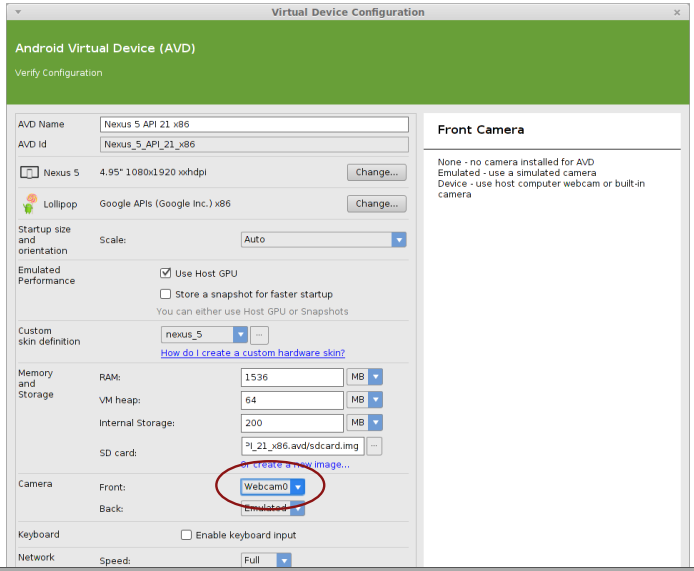 Virtual Device Configuration
Android Virtual Device (AVD)
Verify Configuration
AVD Name
Nexus 5 API 21 x86
AVD Id
Nexus_5_API_21_x86
Nexus 5
4.95" 1080x1920 xxhdpi
Change...
Lollipop
Google APIs (Google Inc.) x86
Change...
Startup size
and
orientation
Scale:
Auto
Emulated
Performance
Use Host GPU
Store a snapshot for faster startup
You can either use Host GPU or Snapshots
Custom
skin definition
nexus_5
...
How do I create a custom hardware skin?
Memory
and
Storage
RAM:
1536
MB
VM heap:
64
MB
Internal Storage:
200
MB
SD card:
PI_21_x86.avd/sdcard.img
...
Or create a new image...
Camera
Front:
Webcam0
Back:
Emulated
Keyboard
Enable keyboard input
Network
Speed:
Full
Front Camera
None - no camera installed for AVD
Emulated - use a simulated camera
Device - use host computer webcam or built-in
camera